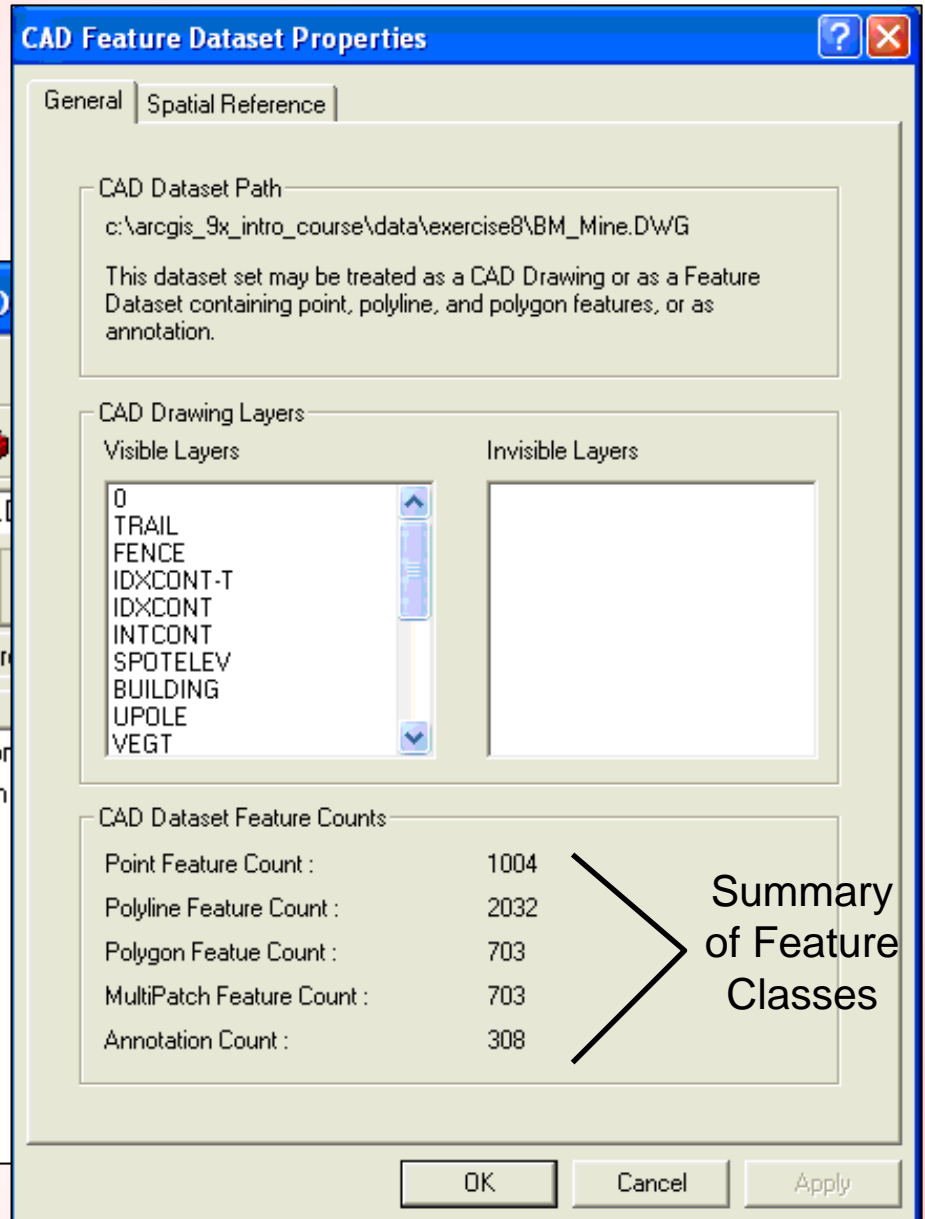 CAD Feature Dataset Properties
General
Spatial Reference
CAD Dataset Path
c:\arcgis_9x_intro_course\data\exercise8\BM_Mine.DWG
This dataset set may be treated as a CAD Drawing or as a Feature
Dataset containing point, polyline, and polygon features, or as
annotation.
CAD Drawing Layers
Visible Layers
Invisible Layers
0
TRAIL
FENCE
IDXCONT-T
IDXCONT
INTCONT
SPOTELEV
BUILDING
UPOLE
VEGT
CAD Dataset Feature Counts
Point Feature Count : 1004
Polyline Feature Count : 2032
Polygon Featue Count : 703
MultiPatch Feature Count : 703
Annotation Count : 308
Summary
of Feature
Classes
OK
Cancel
Apply